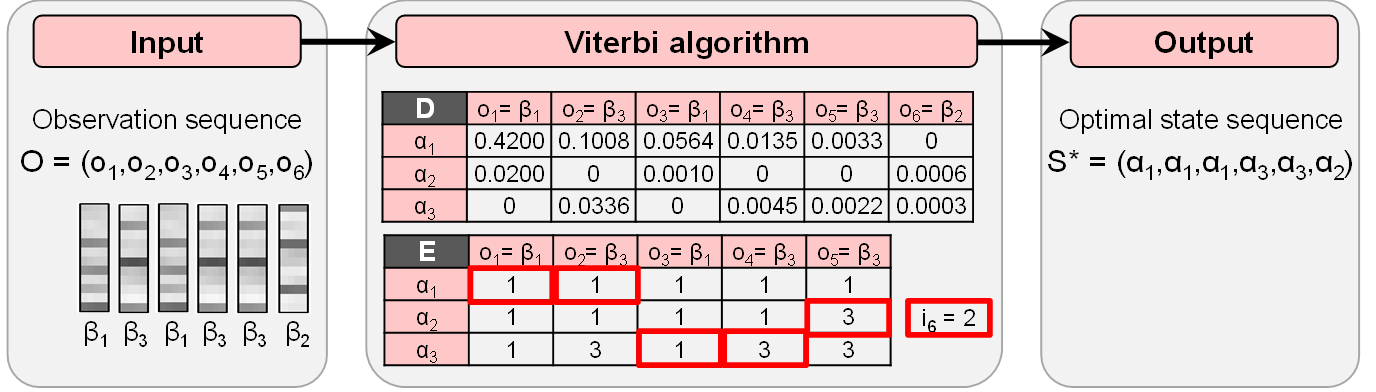 Input
Observation sequence
O = (o₁,o₂,o₃,o₄,o₅,o₆)
β₁ β₃ β₁ β₃ β₃ β₂
Viterbi algorithm
D o₁= β₁ o₂= β₃ o₃= β₁ o₄= β₃ o₅= β₃ o₆= β₂
α₁ 0.4200 0.1008 0.0564 0.0135 0.0033 0
α₂ 0.0200 0 0.0010 0 0 0.0006
α₃ 0 0.0336 0 0.0045 0.0022 0.0003
E o₁= β₁ o₂= β₃ o₃= β₁ o₄= β₃ o₅= β₃
α₁ 1 1 1 1 1
α₂ 1 1 1 1 3 i₆ = 2
α₃ 1 3 1 3 3
Output
Optimal state sequence
S* = (α₁,α₁,α₁,α₃,α₃,α₂)